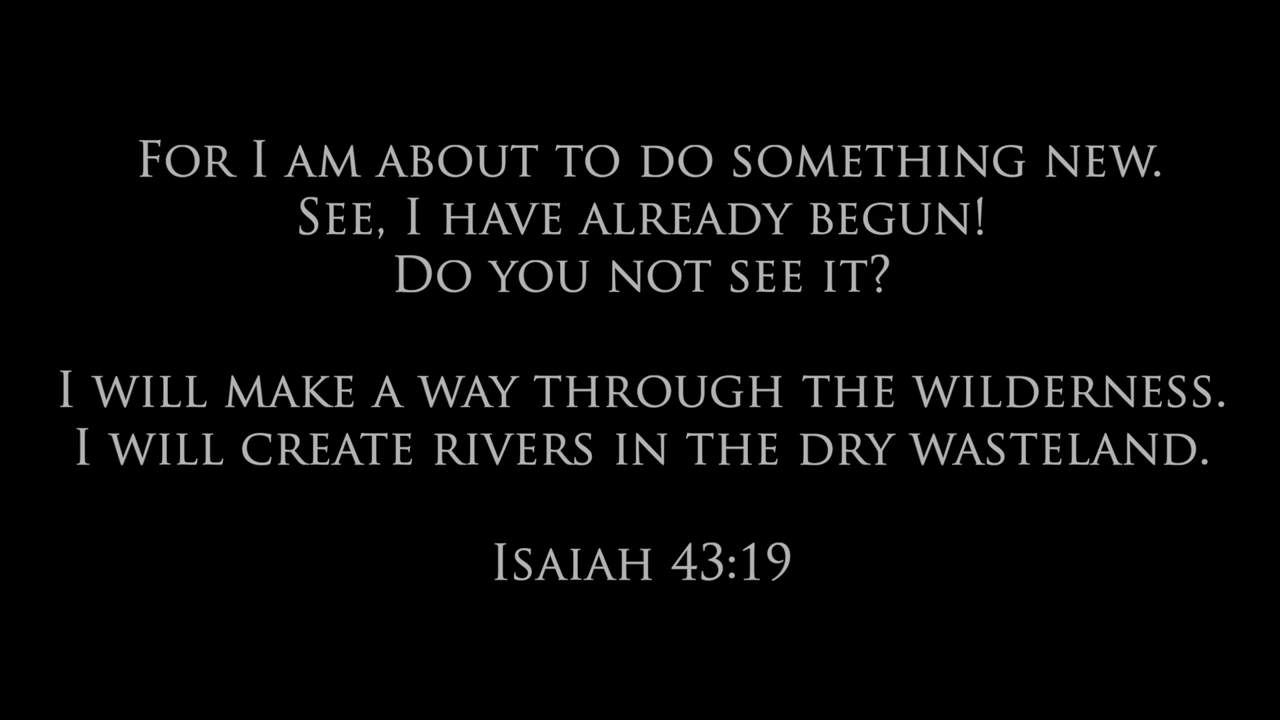 For I am about to do something new.
See, I have already begun!
Do you not see it?
I will make a way through the wilderness.
I will create rivers in the dry wasteland.
Isaiah 43:19